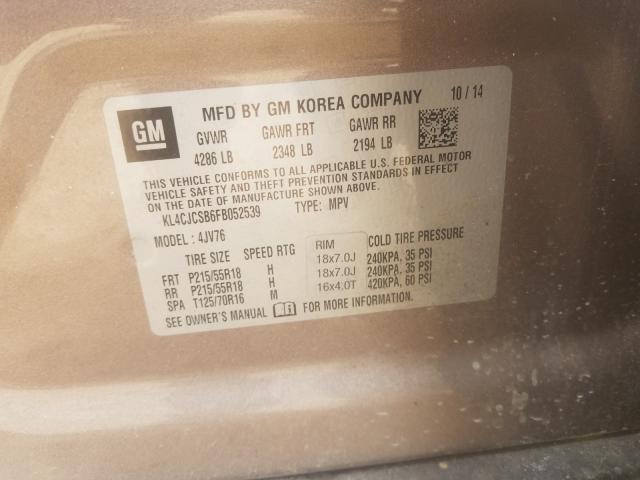 GM
MFD BY GM KOREA COMPANY 10 / 14
GVWR GAWR FRT GAWR RR
4286 LB 2348 LB 2194 LB
THIS VEHICLE CONFORMS TO ALL APPLICABLE U.S. FEDERAL MOTOR
VEHICLE SAFETY AND THEFT PREVENTION STANDARDS IN EFFECT
ON THE DATE OF MANUFACTURE SHOWN ABOVE.
KL4CJCSB6FB052539 TYPE: MPV
MODEL: 4JV76
TIRE SIZE SPEED RTG RIM COLD TIRE PRESSURE
FRT P215/55R18 H 18x7.0J 240KPA, 35 PSI
RR P215/55R18 H 18x7.0J 240KPA, 35 PSI
SPA T125/70R16 M 16x4.0T 420KPA, 60 PSI
SEE OWNER'S MANUAL FOR MORE INFORMATION.